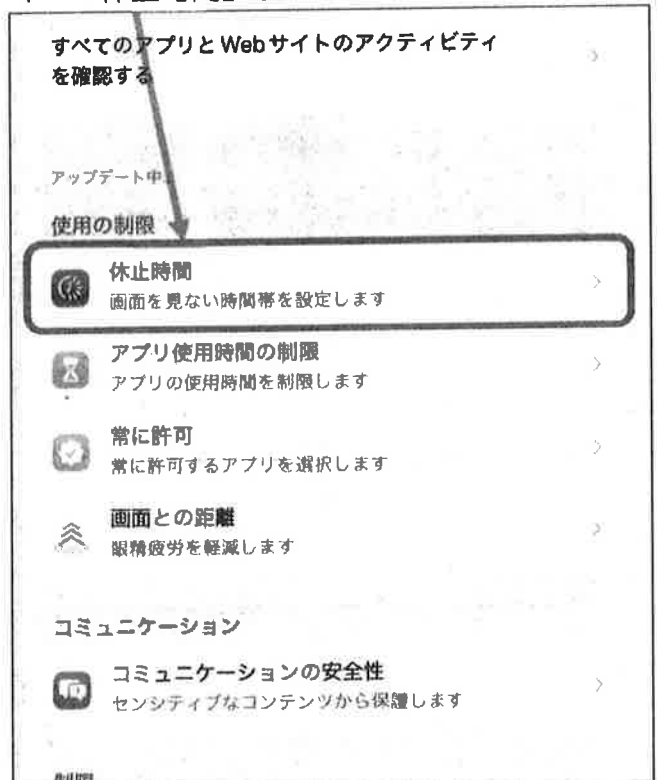 すべてのアプリとWebサイトのアクティビティ
を確認する
アップデート中
使用の制限
休止時間
画面を見ない時間帯を設定します
アプリ使用時間の制限
アプリの使用時間を制限します
常に許可
常に許可するアプリを選択します
画面との距離
眼精疲労を軽減します
コミュニケーション
コミュニケーションの安全性
センシティブなコンテンツから保護します